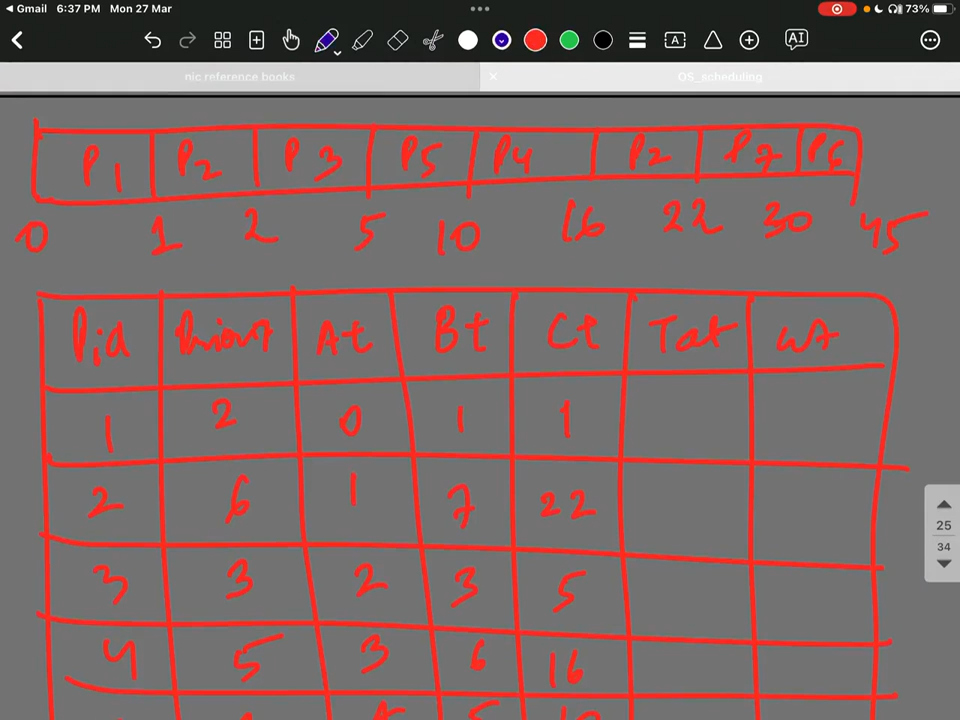 Gmail 6:37 PM Mon 27 Mar 73%
A AI
nic reference books OS_scheduling
P1 P2 P3 P5 P4 P2 P7 P6
0 1 2 5 10 16 22 30 45
Pid Priort At Bt Ct Tat WT
1 2 0 1 1
2 6 1 7 22
3 3 2 3 5
4 5 3 6 16
25
34